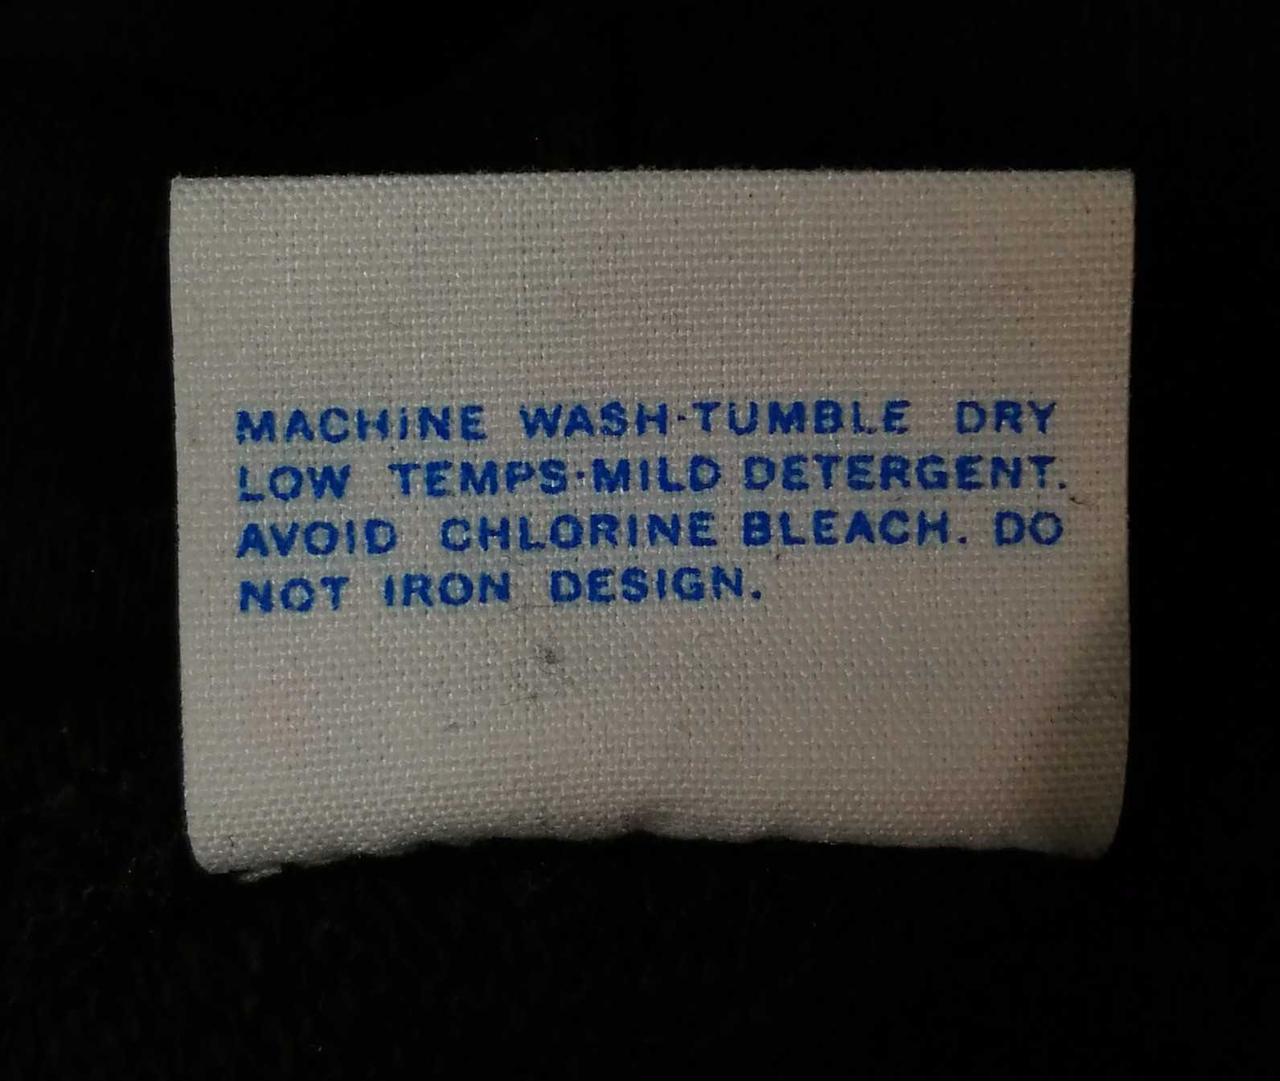 MACHINE WASH·TUMBLE DRY
LOW TEMPS·MILD DETERGENT.
AVOID CHLORINE BLEACH. DO
NOT IRON DESIGN.